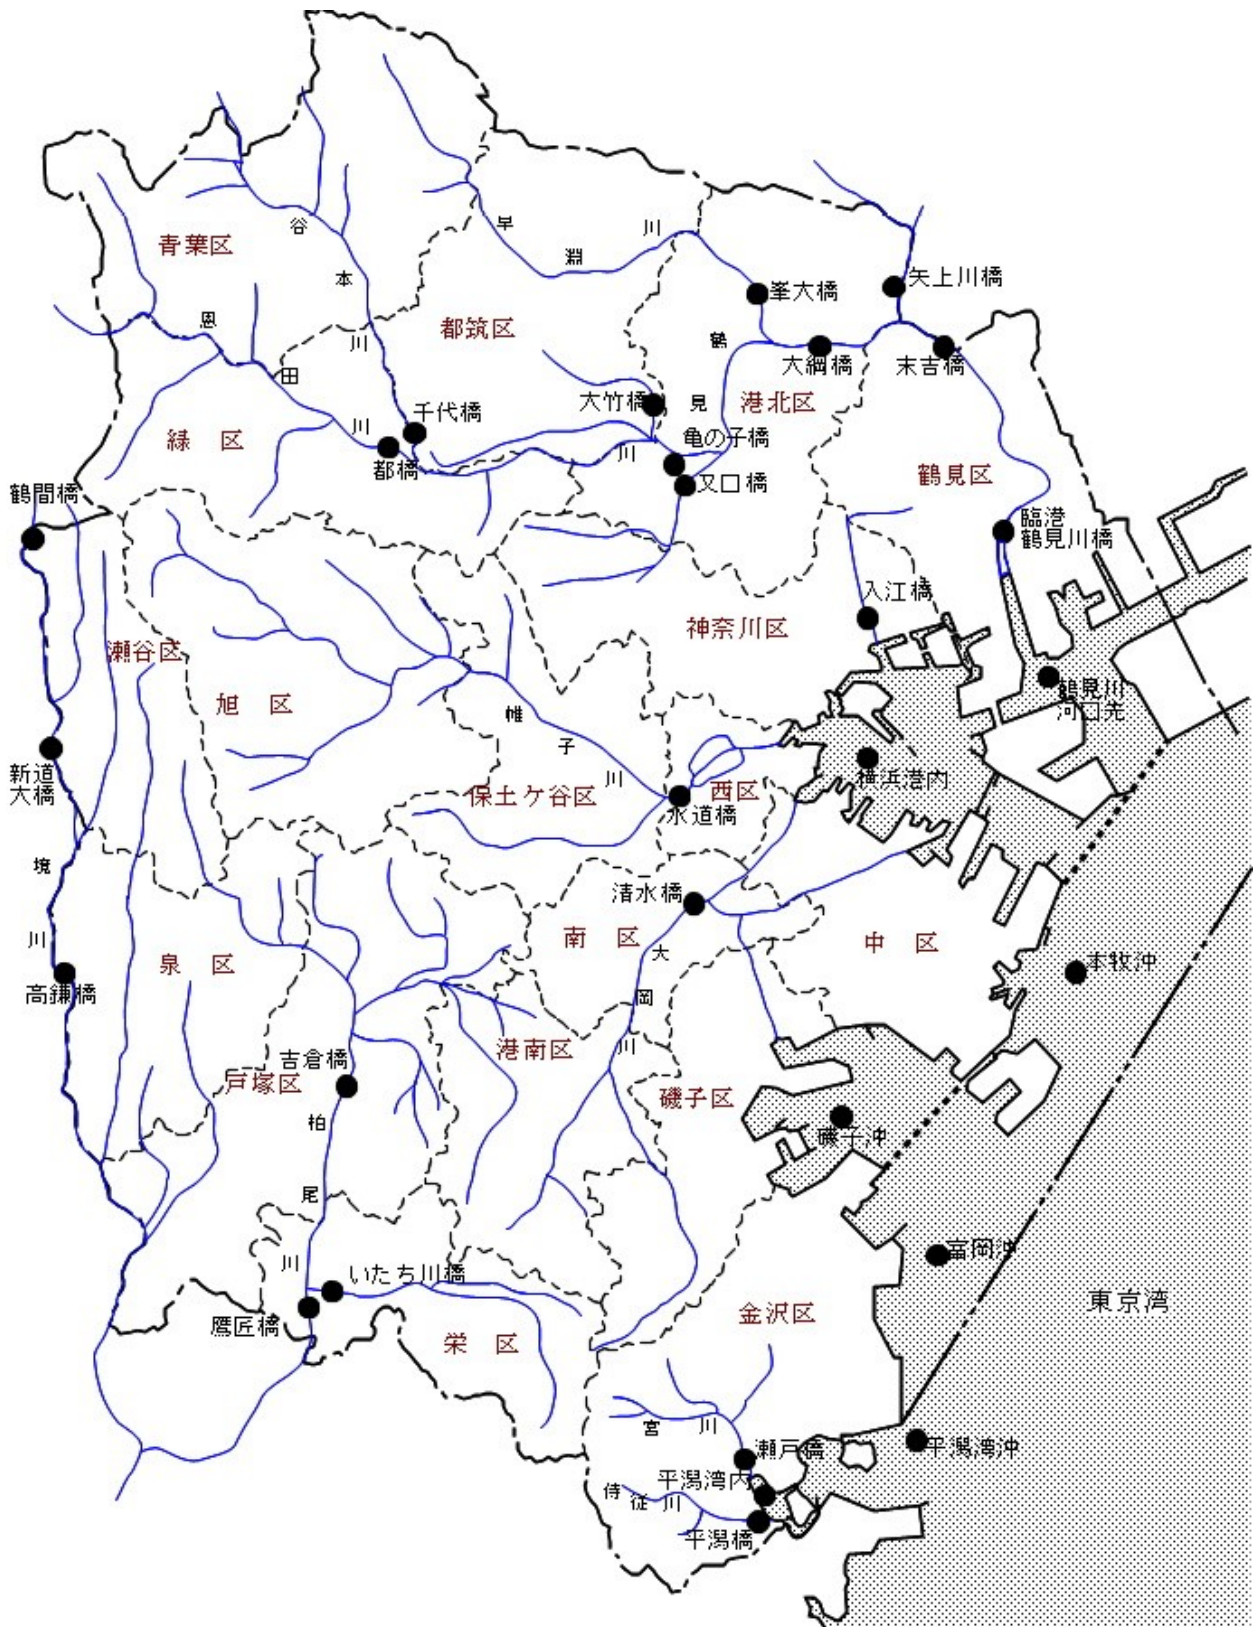 谷本川
早淵川
青葉区
矢上川橋
峯大橋
恩田川
都筑区
鶴見川
大綱橋
末吉橋
大竹橋
港北区
千代橋
緑 区
亀の子橋
都橋
鶴見区
又口橋
鶴間橋
臨港
鶴見川橋
入江橋
神奈川区
瀬谷区
鶴見川
河口先
旭 区
帷子川
新道
大橋
横浜港内
保土ケ谷区
西区
水道橋
境川
清水橋
南 区
大岡川
中 区
泉 区
本牧沖
高鎌橋
港南区
吉倉橋
戸塚区
磯子区
柏尾川
磯子沖
富岡沖
いたち川橋
東京湾
鷹匠橋
栄 区
金沢区
宮川
瀬戸橋
平潟湾沖
平潟湾内
侍従川
平潟橋